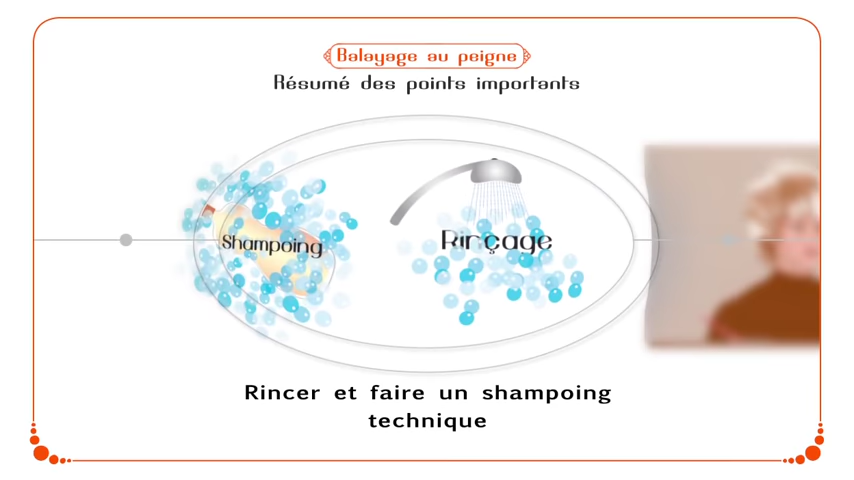 Balayage au peigne
Résumé des points importants
Shampoing
Rinçage
Rincer et faire un shampoing
technique